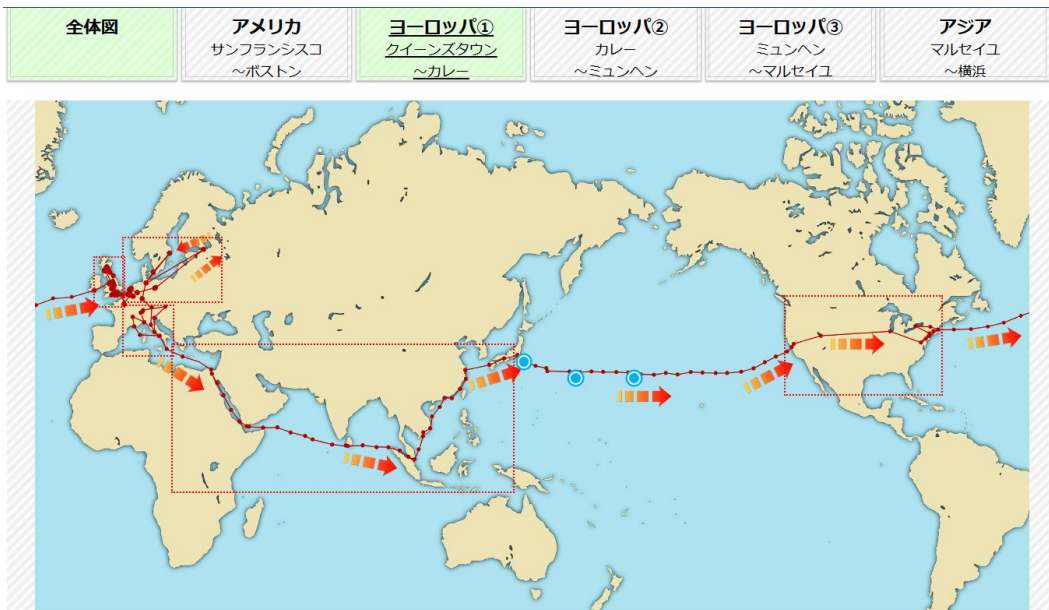 全体図
アメリカ
サンフランシスコ
～ボストン
ヨーロッパ①
クイーンズタウン
～カレー
ヨーロッパ②
カレー
～ミュンヘン
ヨーロッパ③
ミュンヘン
～マルセイユ
アジア
マルセイユ
～横浜